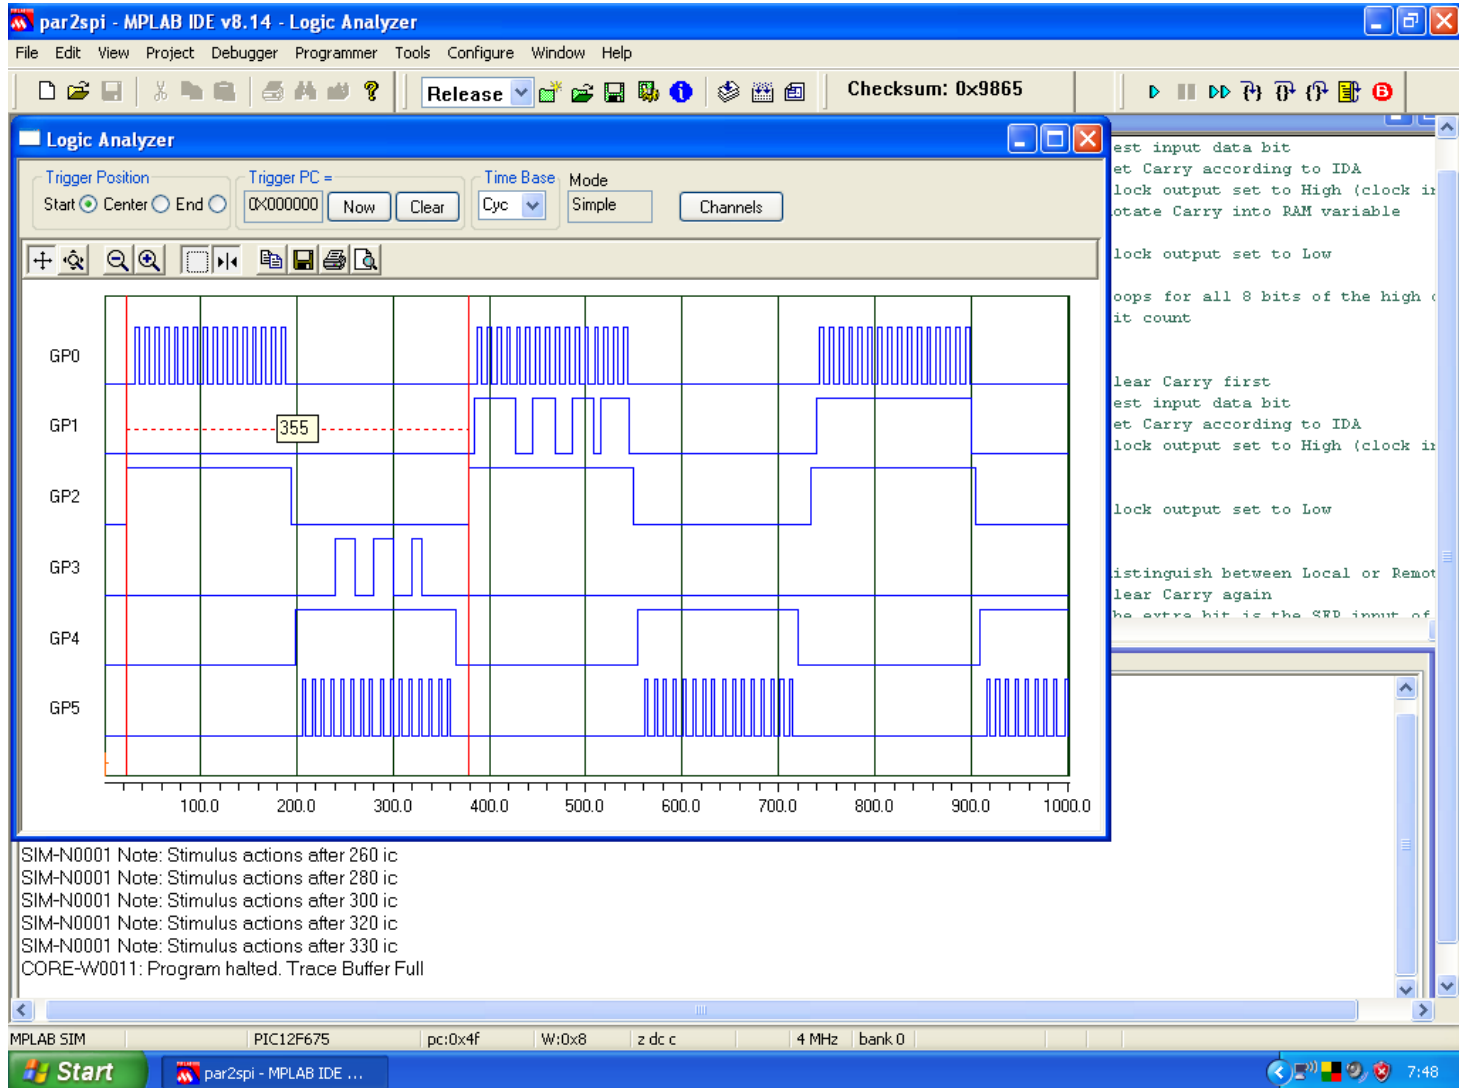 par2spi - MPLAB IDE v8.14 - Logic Analyzer
File Edit View Project Debugger Programmer Tools Configure Window Help
Release Checksum: 0x9865
Logic Analyzer
Trigger Position Trigger PC = Time Base Mode
Start Center End 0X000000 Now Clear Cyc Simple Channels
GP0
GP1
355
GP2
GP3
GP4
GP5
100.0 200.0 300.0 400.0 500.0 600.0 700.0 800.0 900.0 1000.0
est input data bit
et Carry according to IDA
lock output set to High (clock in
otate Carry into RAM variable
lock output set to Low
oops for all 8 bits of the high
it count
lear Carry first
est input data bit
et Carry according to IDA
lock output set to High (clock in
lock output set to Low
istinguish between Local or Remot
lear Carry again
he extra bit is the SER input of
SIM-N0001 Note: Stimulus actions after 260 ic
SIM-N0001 Note: Stimulus actions after 280 ic
SIM-N0001 Note: Stimulus actions after 300 ic
SIM-N0001 Note: Stimulus actions after 320 ic
SIM-N0001 Note: Stimulus actions after 330 ic
CORE-W0011: Program halted. Trace Buffer Full
MPLAB SIM PIC12F675 pc:0x4f W:0x8 z dc c 4 MHz bank 0
Start par2spi - MPLAB IDE ... 7:48